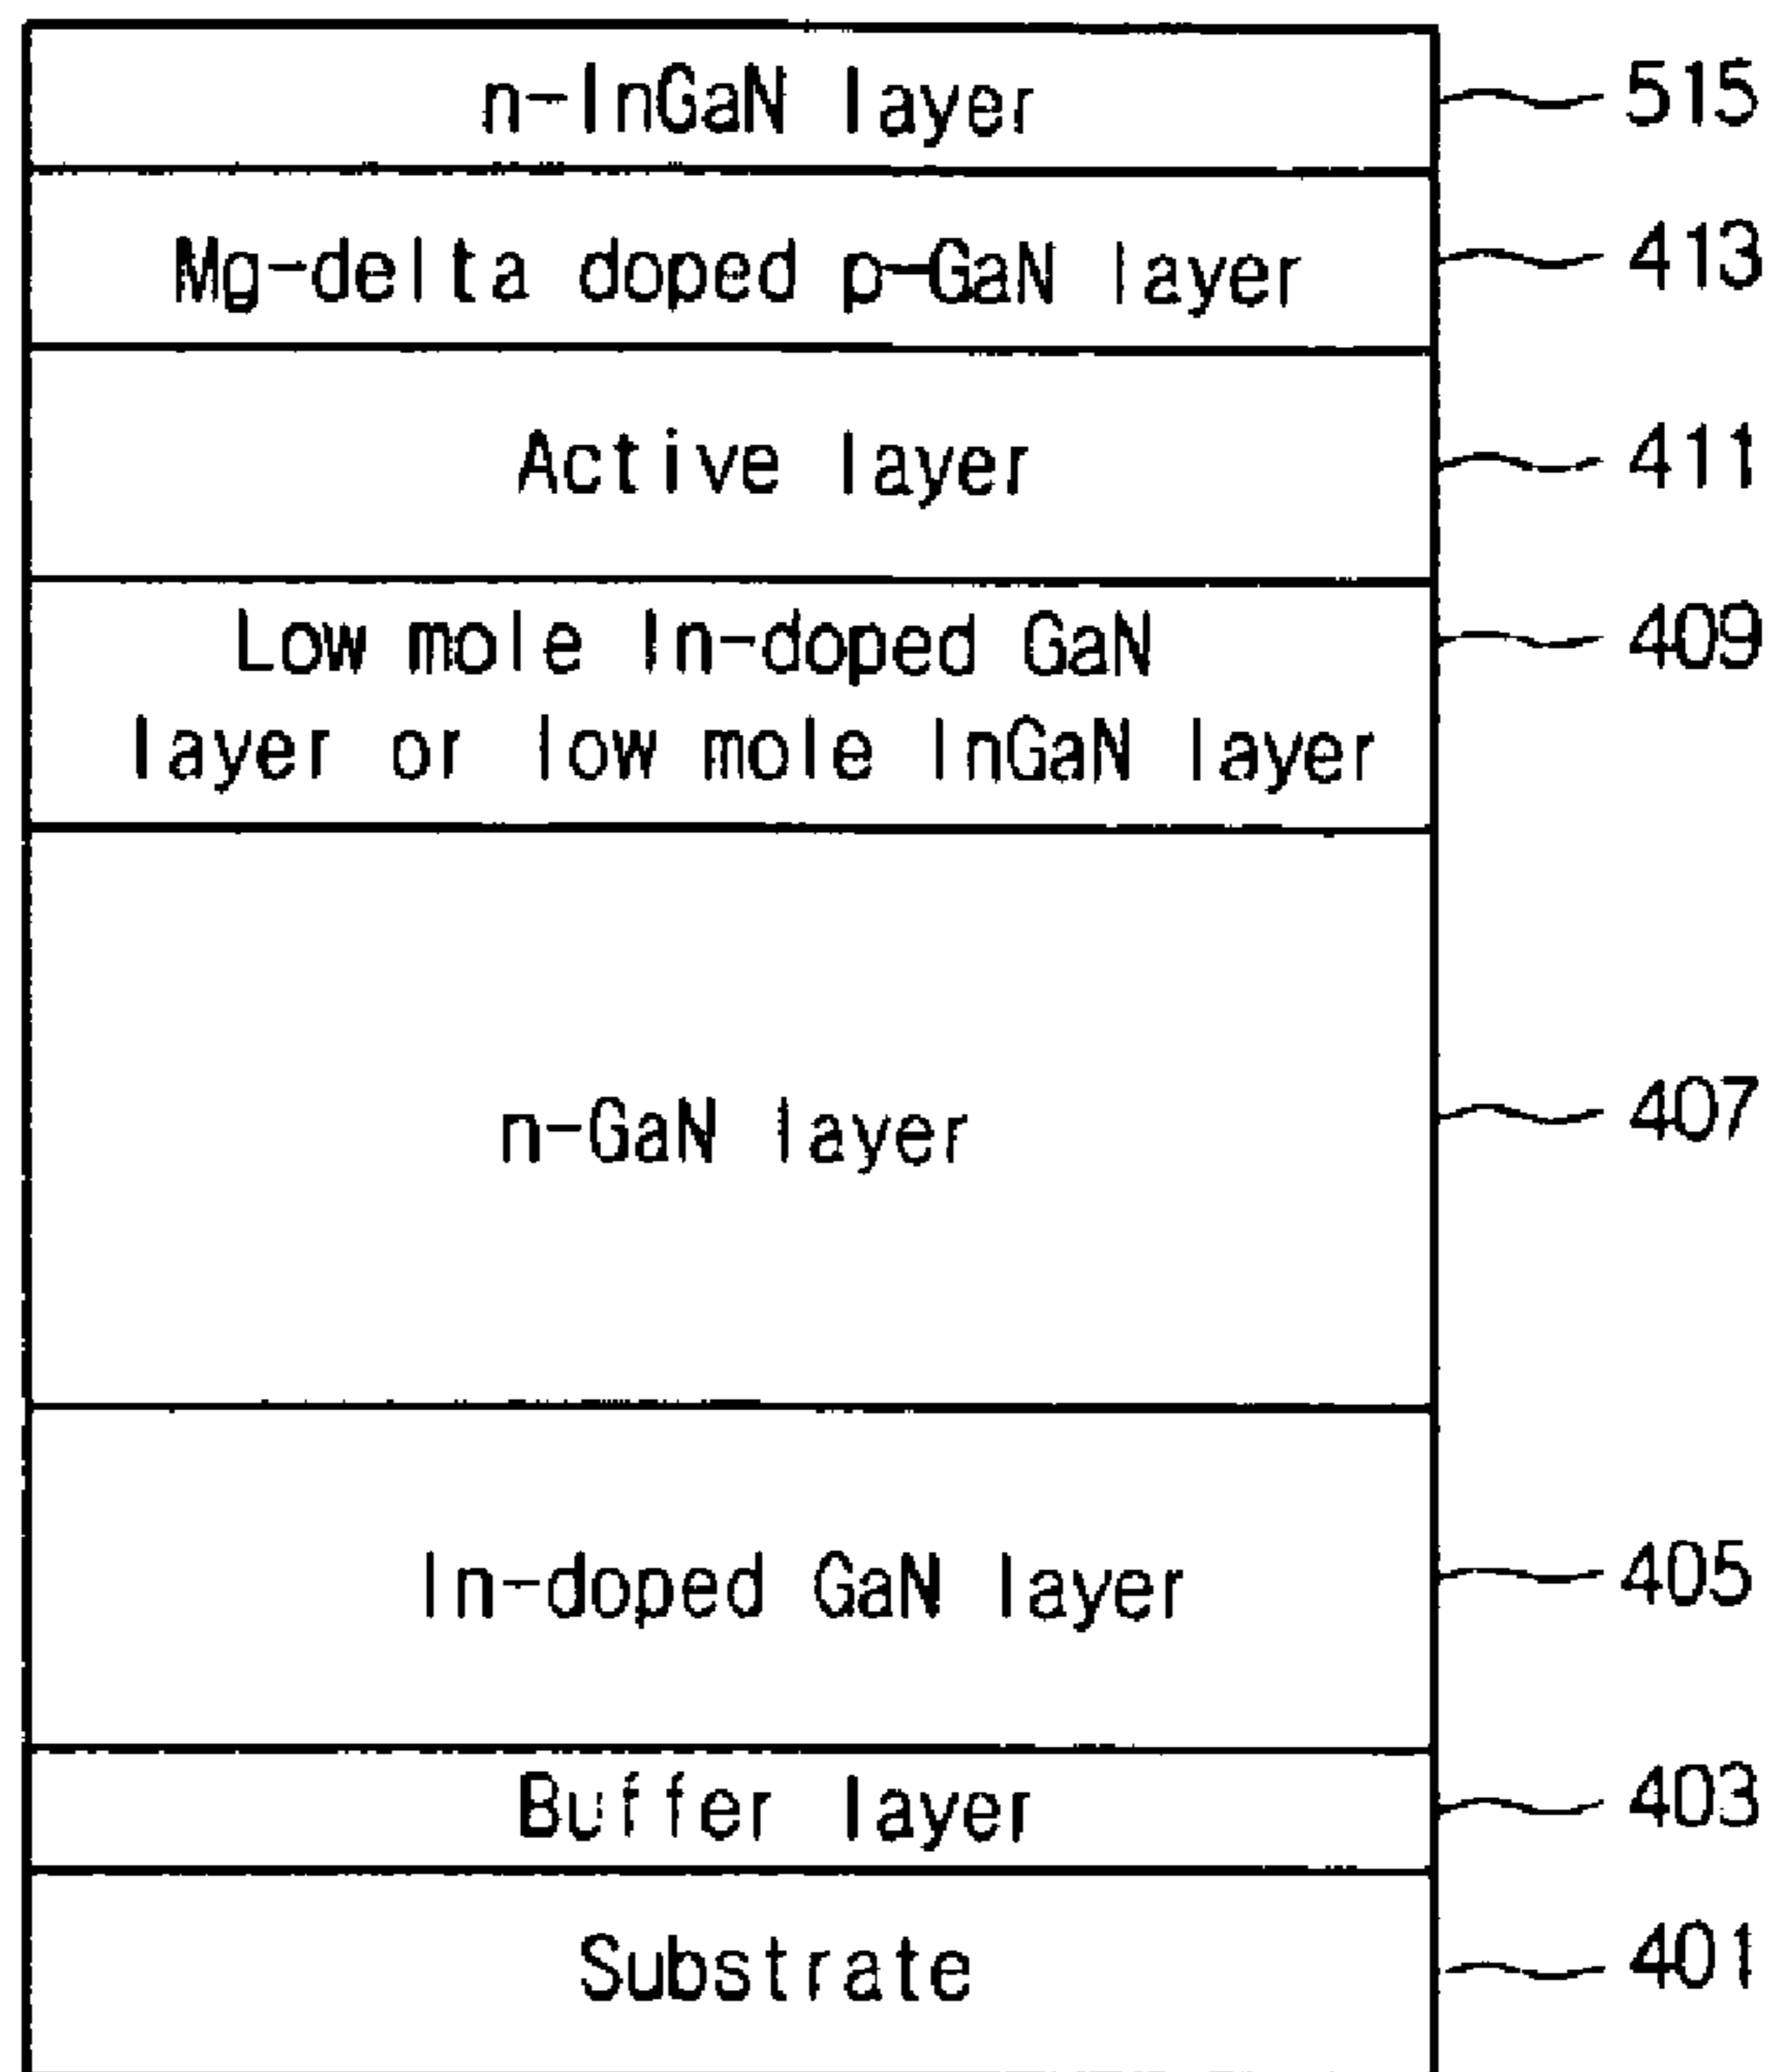 n-InGaN layer 515
Mg-delta doped p-GaN layer 413
Active layer 411
Low mole In-doped GaN 409
layer or low mole InGaN layer
n-GaN layer 407
In-doped GaN layer 405
Buffer layer 403
Substrate 401